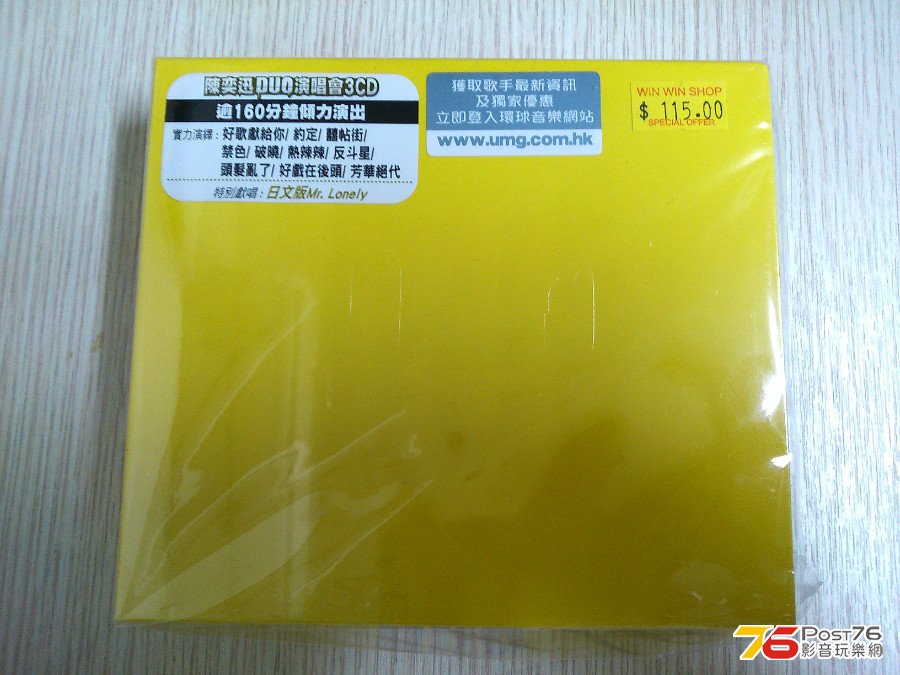 陳奕迅DUO演唱會3CD
逾160分鐘傾力演出
實力演繹：好歌獻給你/ 約定/ 囍帖街/
禁色/ 破曉/ 熱辣辣/ 反斗星/
頭髮亂了/ 好戲在後頭/ 芳華絕代
特別獻唱：日文版Mr. Lonely
獲取歌手最新資訊
及獨家優惠
立即登入環球音樂網站
www.umg.com.hk
WIN WIN SHOP
$ 115.00
SPECIAL OFFER
76 Post76
影音玩樂網